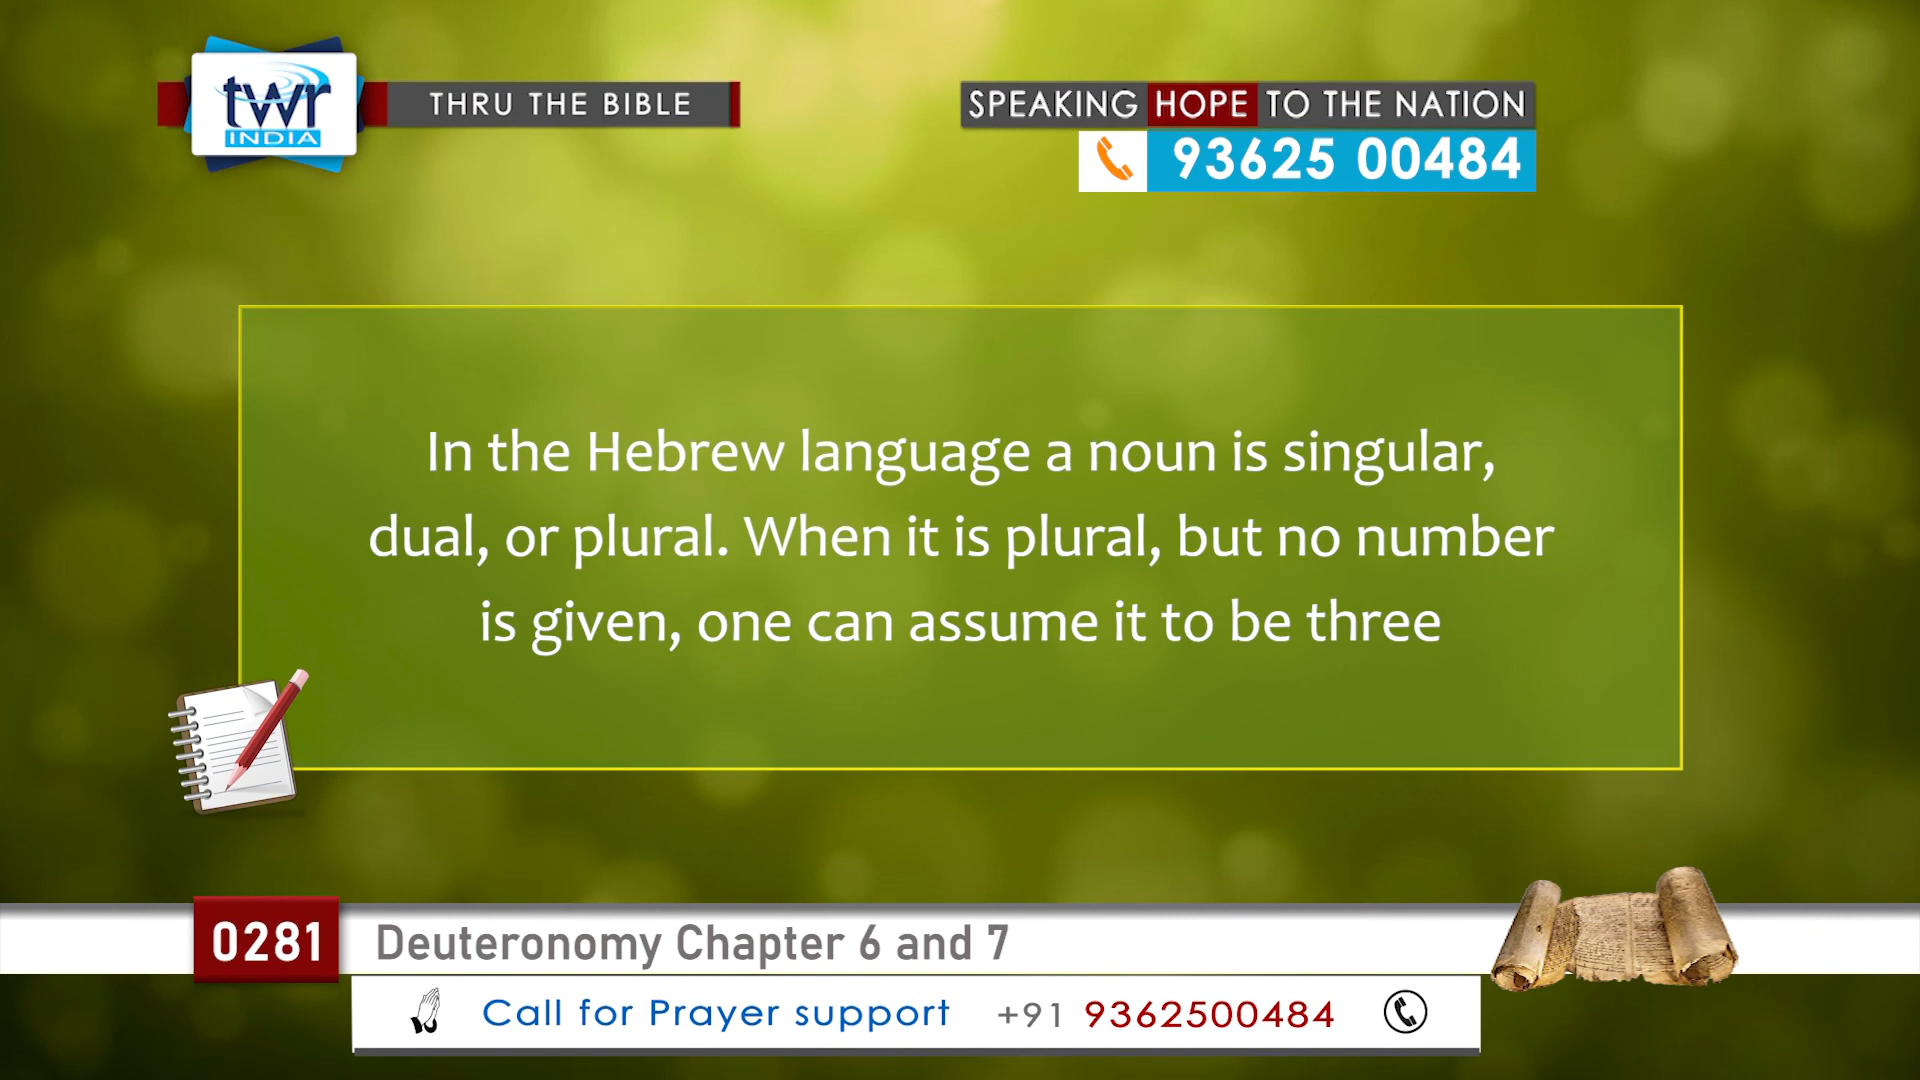 twr
INDIA
THRU THE BIBLE
SPEAKING HOPE TO THE NATION
93625 00484
In the Hebrew language a noun is singular,
dual, or plural. When it is plural, but no number
is given, one can assume it to be three
0281
Deuteronomy Chapter 6 and 7
Call for Prayer support +91 9362500484